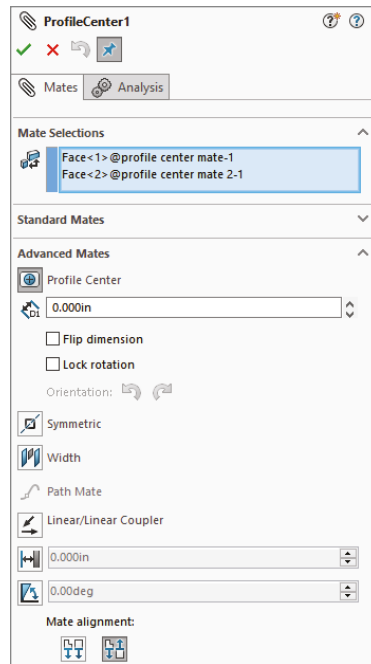 ProfileCenter1
Mates
Analysis
Mate Selections
Face<1>@profile center mate-1
Face<2>@profile center mate 2-1
Standard Mates
Advanced Mates
Profile Center
D1
0.000in
Flip dimension
Lock rotation
Orientation:
Symmetric
Width
Path Mate
Linear/Linear Coupler
0.000in
0.00deg
Mate alignment: